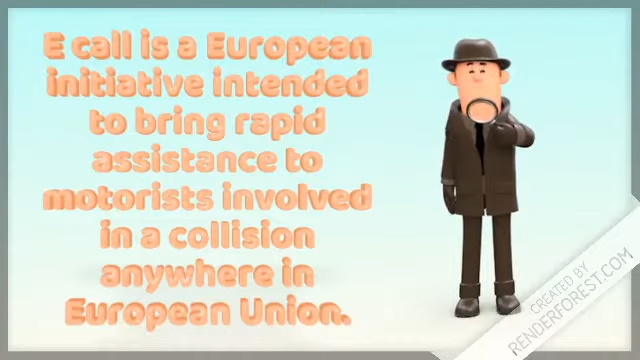 E call is a European
initiative intended
to bring rapid
assistance to
motorists involved
in a collision
anywhere in
European Union.
CREATED BY
RENDERFOREST.COM